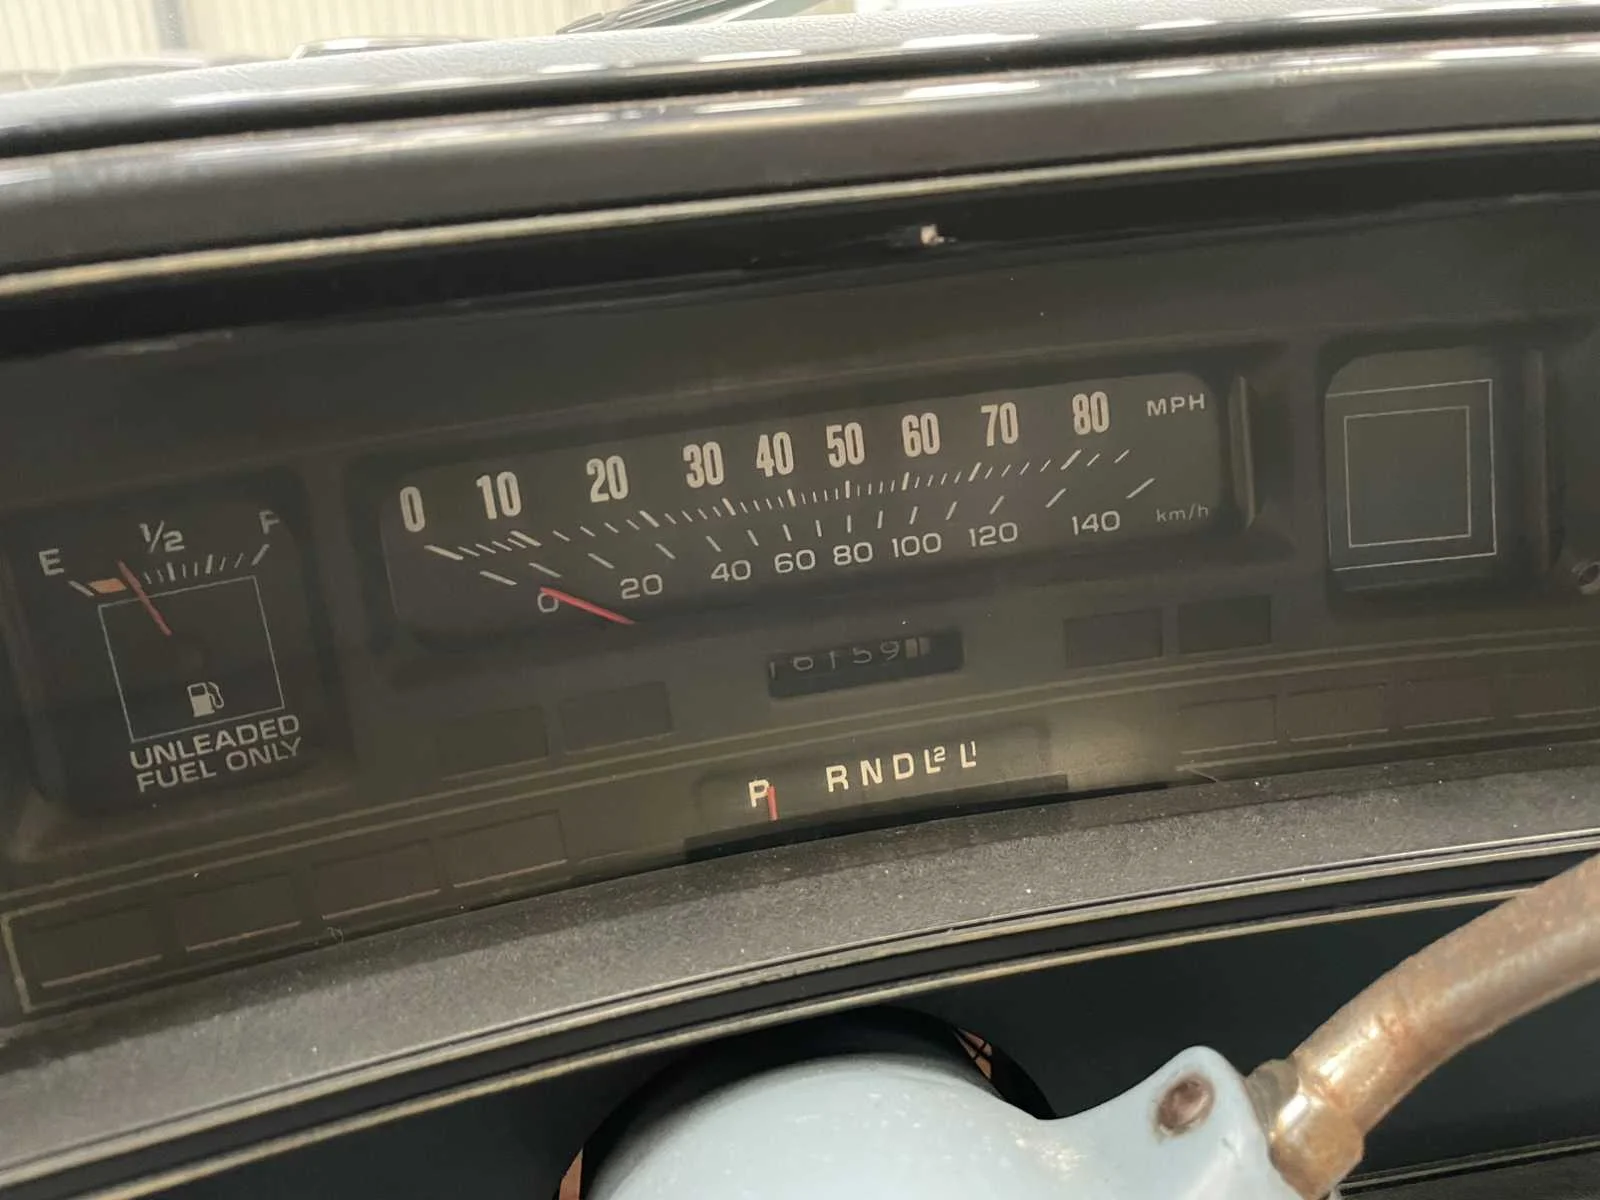 0 10 20 30 40 50 60 70 80 MPH
0 20 40 60 80 100 120 140 km/h
E 1/2 F
UNLEADED
FUEL ONLY
P R N D L2 L1